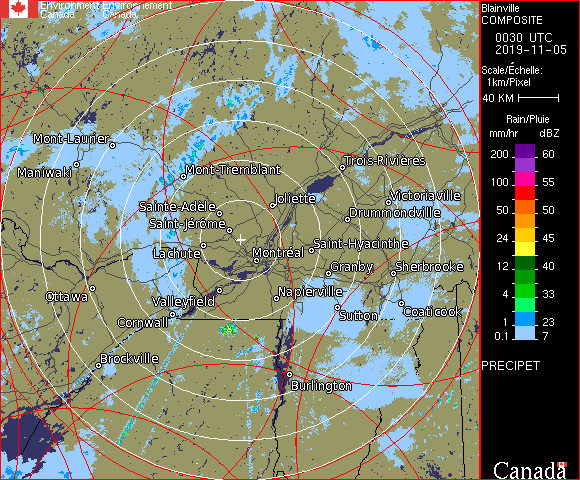 Environment Environnement
Canada Canada
Blainville
COMPOSITE
0030 UTC
2019-11-05
Scale/Échelle:
1km/Pixel
40 KM
Rain/Pluie
mm/hr dBZ
200 60
100 55
50 50
24 45
12 40
4 33
1 23
0.1 7
PRECIPET
Canada
Mont-Laurier
Maniwaki
Mont-Tremblant
Trois-Rivières
Joliette
Victoriaville
Sainte-Adèle
Drummondville
Saint-Jérôme
Lachute
Montréal
Saint-Hyacinthe
Granby
Sherbrooke
Ottawa
Valleyfield
Napierville
Cornwall
Sutton
Coaticook
Brockville
Burlington